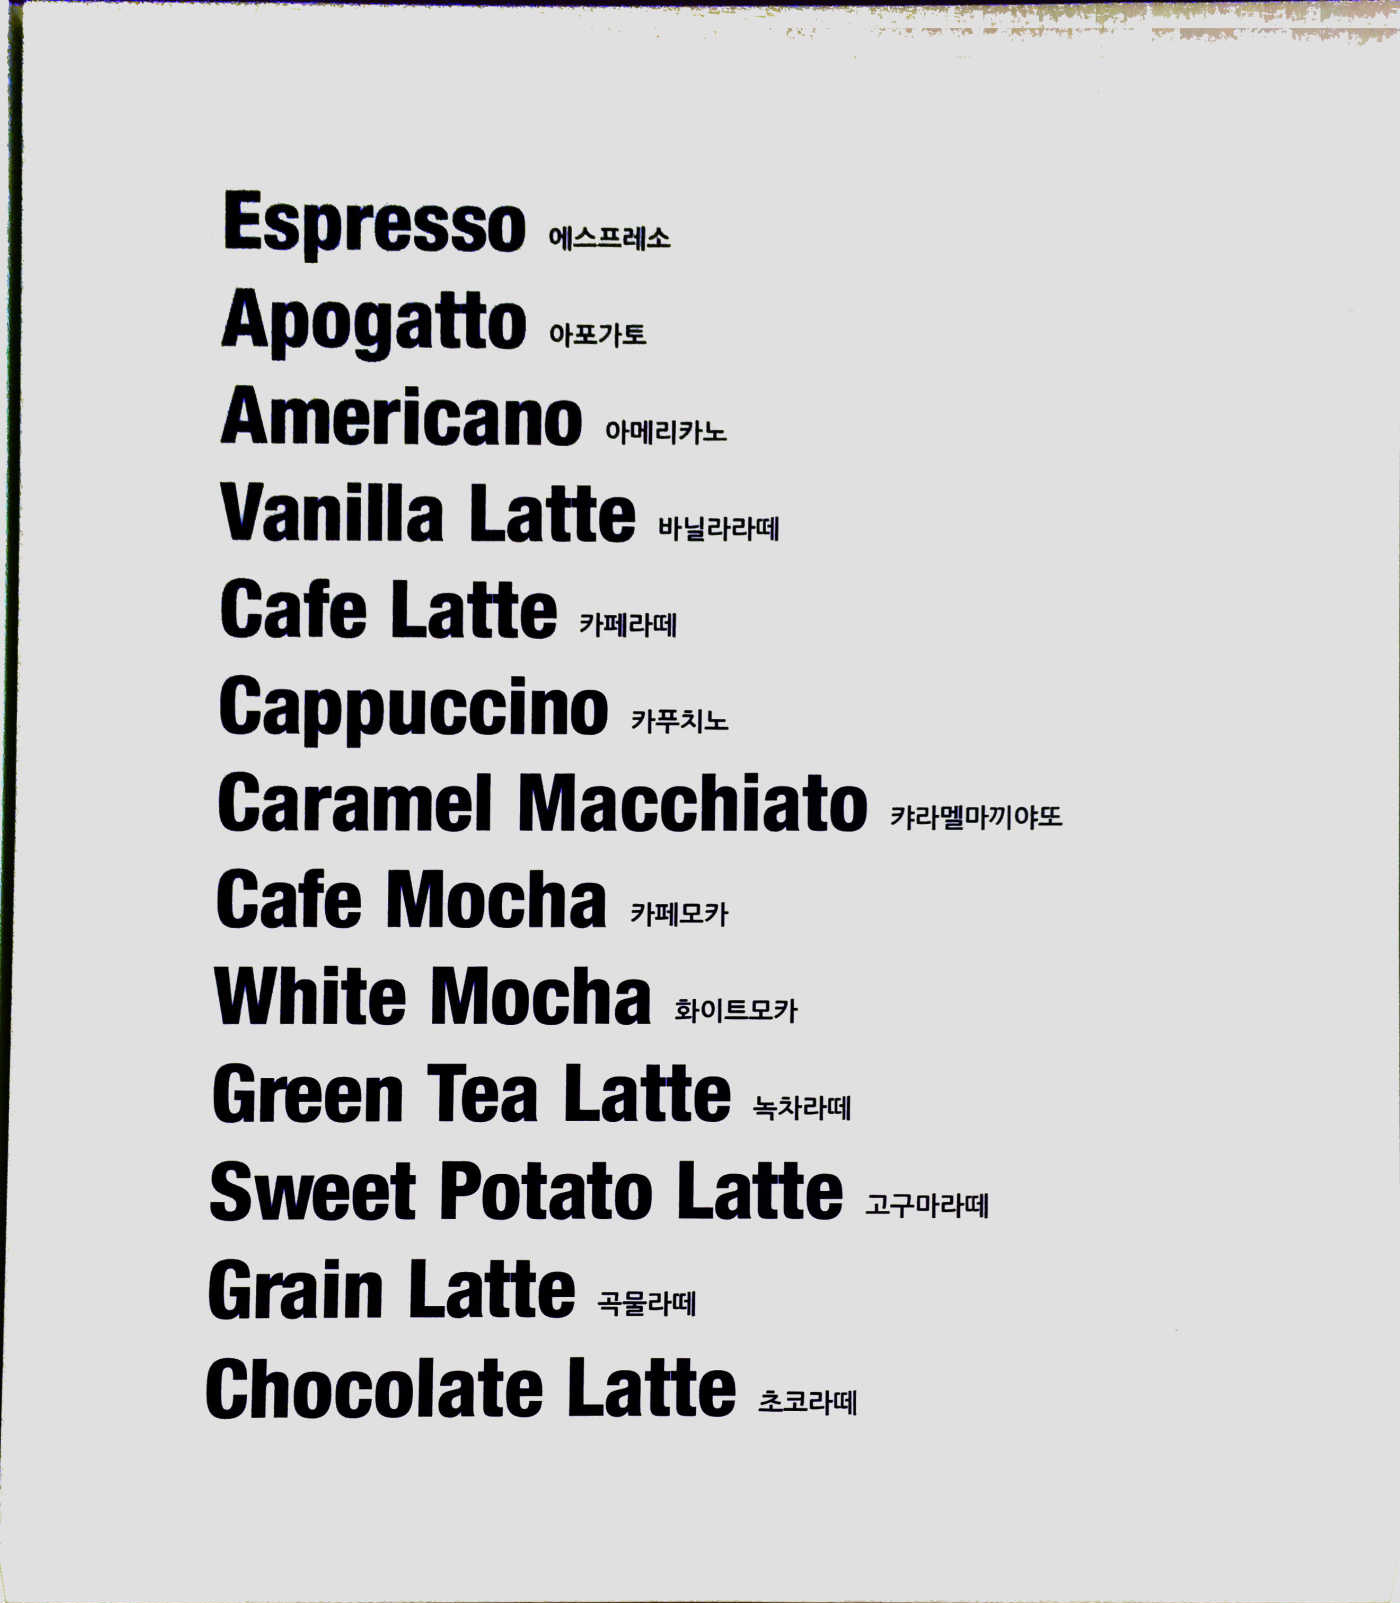 Espresso 에스프레소
Apogatto 아포가토
Americano 아메리카노
Vanilla Latte 바닐라라떼
Cafe Latte 카페라떼
Cappuccino 카푸치노
Caramel Macchiato 캬라멜마끼야또
Cafe Mocha 카페모카
White Mocha 화이트모카
Green Tea Latte 녹차라떼
Sweet Potato Latte 고구마라떼
Grain Latte 곡물라떼
Chocolate Latte 초코라떼